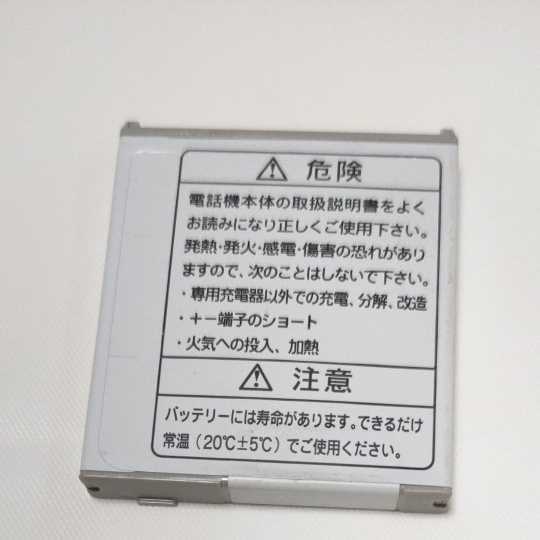 ⚠ 危険
電話機本体の取扱説明書をよく
お読みになり正しくご使用下さい。
発熱・発火・感電・傷害の恐れがあり
ますので、次のことはしないで下さい。
・専用充電器以外での充電、分解、改造
・+−端子のショート
・火気への投入、加熱
⚠ 注意
バッテリーには寿命があります。できるだけ
常温（20℃±5℃）でご使用ください。